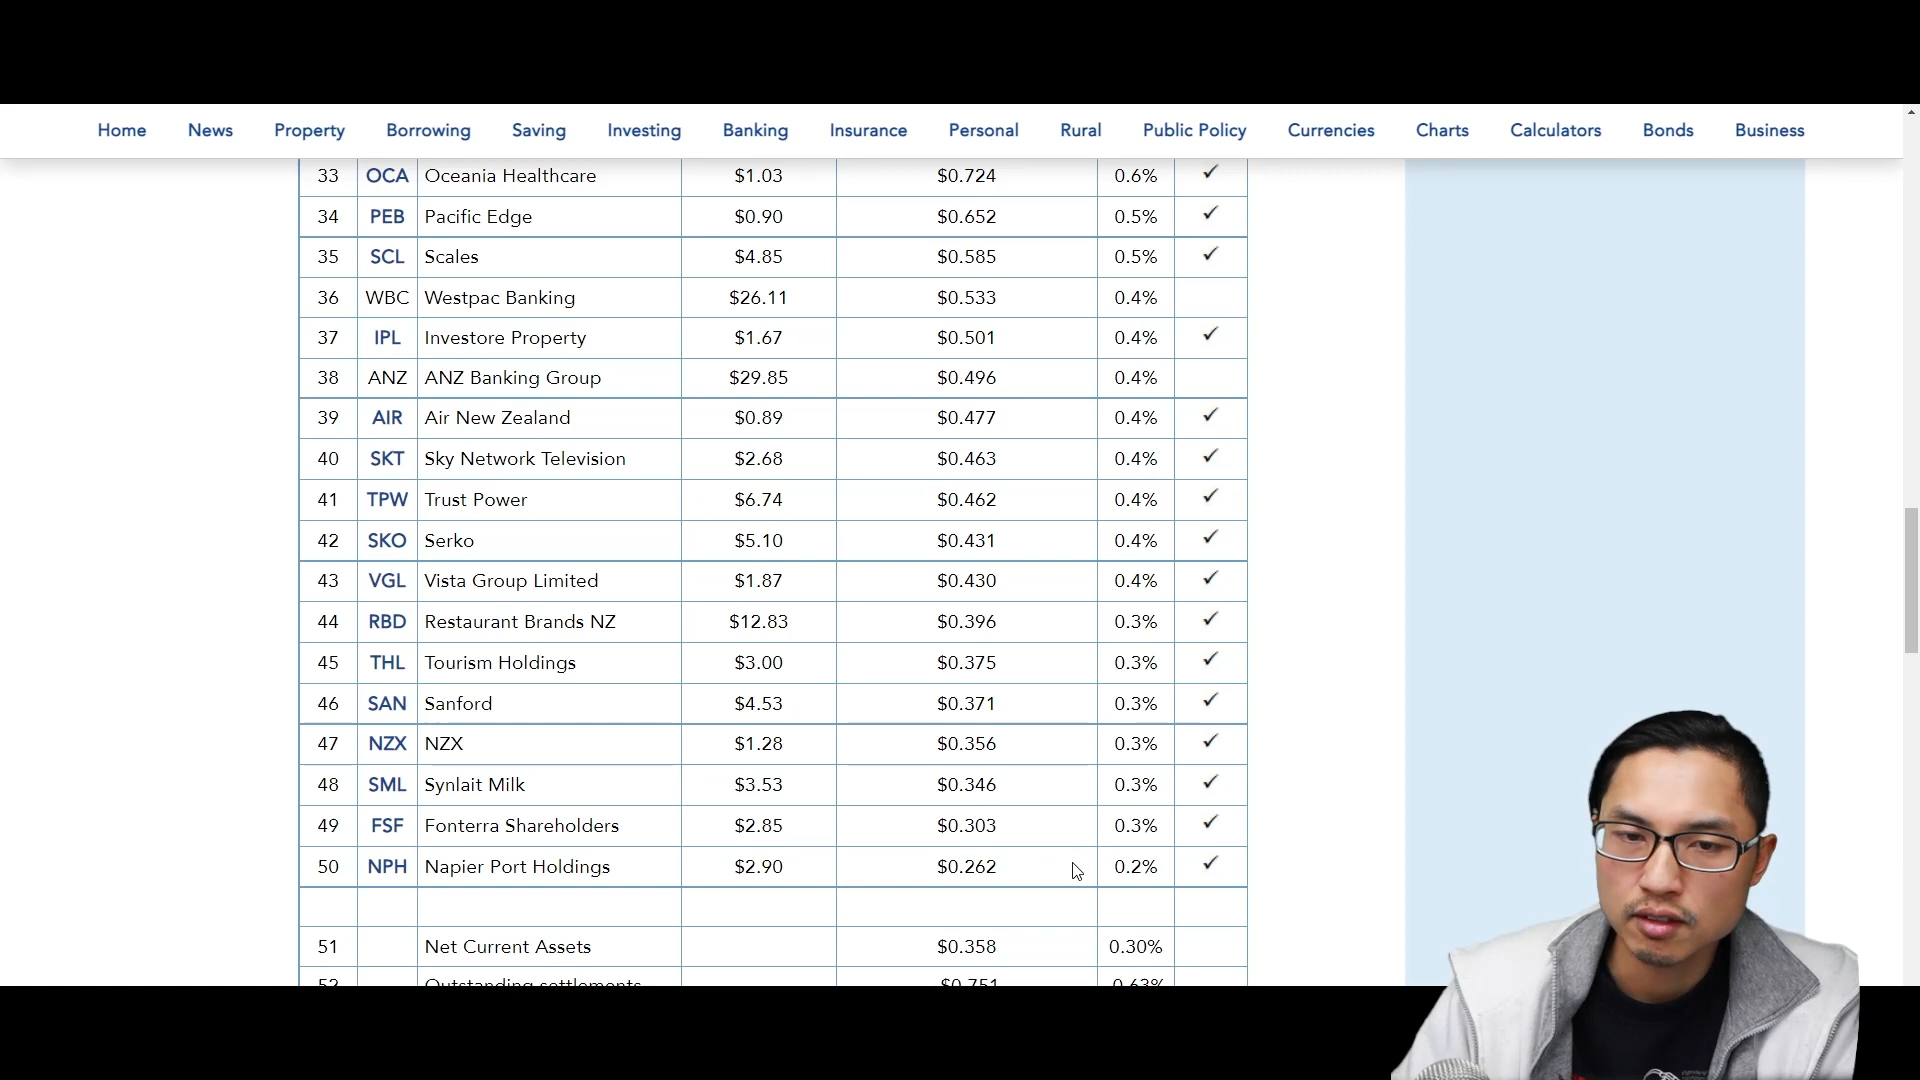 Home News Property Borrowing Saving Investing Banking Insurance Personal Rural Public Policy Currencies Charts Calculators Bonds Business
33 OCA Oceania Healthcare $1.03 $0.724 0.6% ✓
34 PEB Pacific Edge $0.90 $0.652 0.5% ✓
35 SCL Scales $4.85 $0.585 0.5% ✓
36 WBC Westpac Banking $26.11 $0.533 0.4%
37 IPL Investore Property $1.67 $0.501 0.4% ✓
38 ANZ ANZ Banking Group $29.85 $0.496 0.4%
39 AIR Air New Zealand $0.89 $0.477 0.4% ✓
40 SKT Sky Network Television $2.68 $0.463 0.4% ✓
41 TPW Trust Power $6.74 $0.462 0.4% ✓
42 SKO Serko $5.10 $0.431 0.4% ✓
43 VGL Vista Group Limited $1.87 $0.430 0.4% ✓
44 RBD Restaurant Brands NZ $12.83 $0.396 0.3% ✓
45 THL Tourism Holdings $3.00 $0.375 0.3% ✓
46 SAN Sanford $4.53 $0.371 0.3% ✓
47 NZX NZX $1.28 $0.356 0.3% ✓
48 SML Synlait Milk $3.53 $0.346 0.3% ✓
49 FSF Fonterra Shareholders $2.85 $0.303 0.3% ✓
50 NPH Napier Port Holdings $2.90 $0.262 0.2% ✓
51 Net Current Assets $0.358 0.30%
52 Outstanding settlements $0.751 0.63%